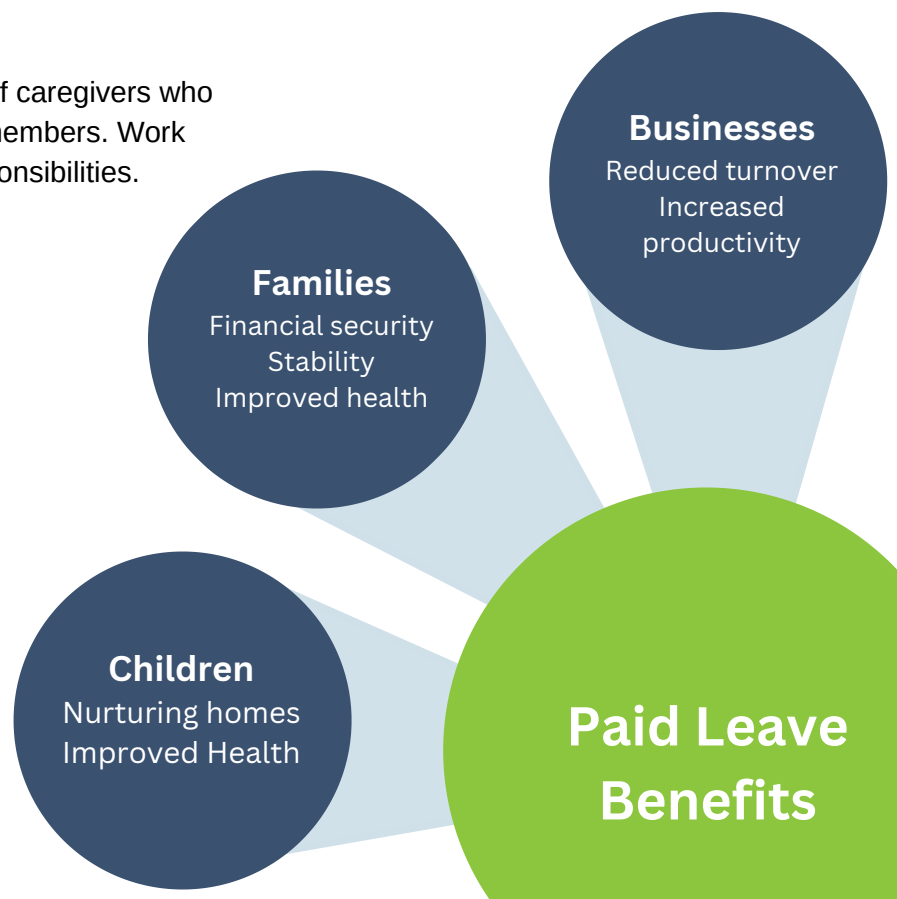 f caregivers who
embers. Work
onsibilities.
Businesses
Reduced turnover
Increased
productivity
Families
Financial security
Stability
Improved health
Children
Nurturing homes
Improved Health
Paid Leave
Benefits